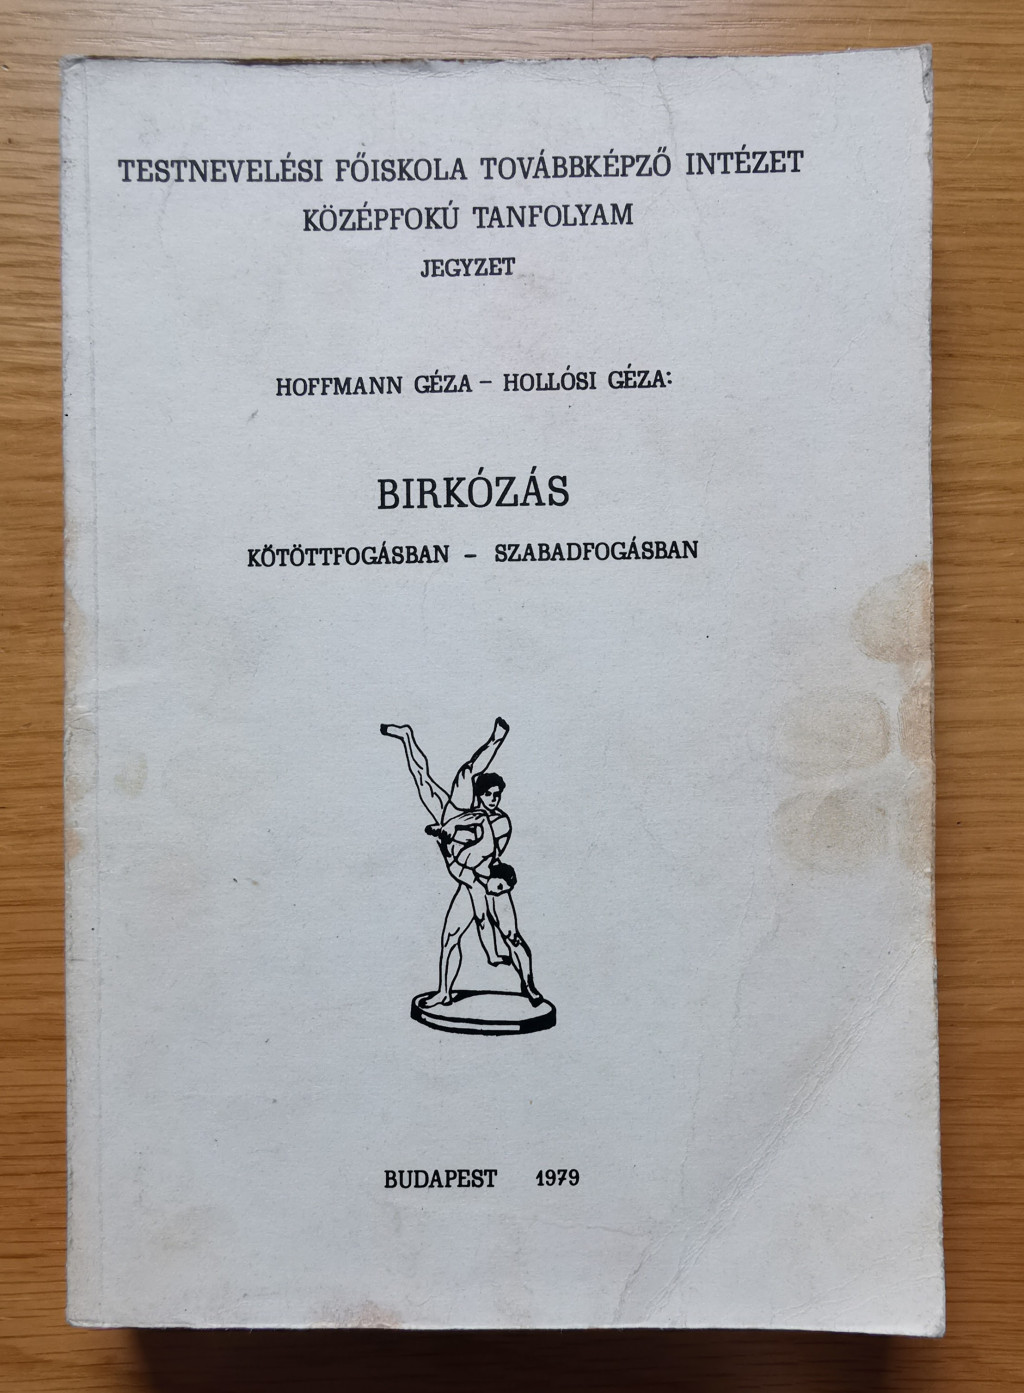 TESTNEVELÉSI FŐISKOLA TOVÁBBKÉPZŐ INTÉZET
KÖZÉPFOKÚ TANFOLYAM
JEGYZET
HOFFMANN GÉZA – HOLLÓSI GÉZA:
BIRKÓZÁS
KÖTÖTTFOGÁSBAN – SZABADFOGÁSBAN
BUDAPEST 1979